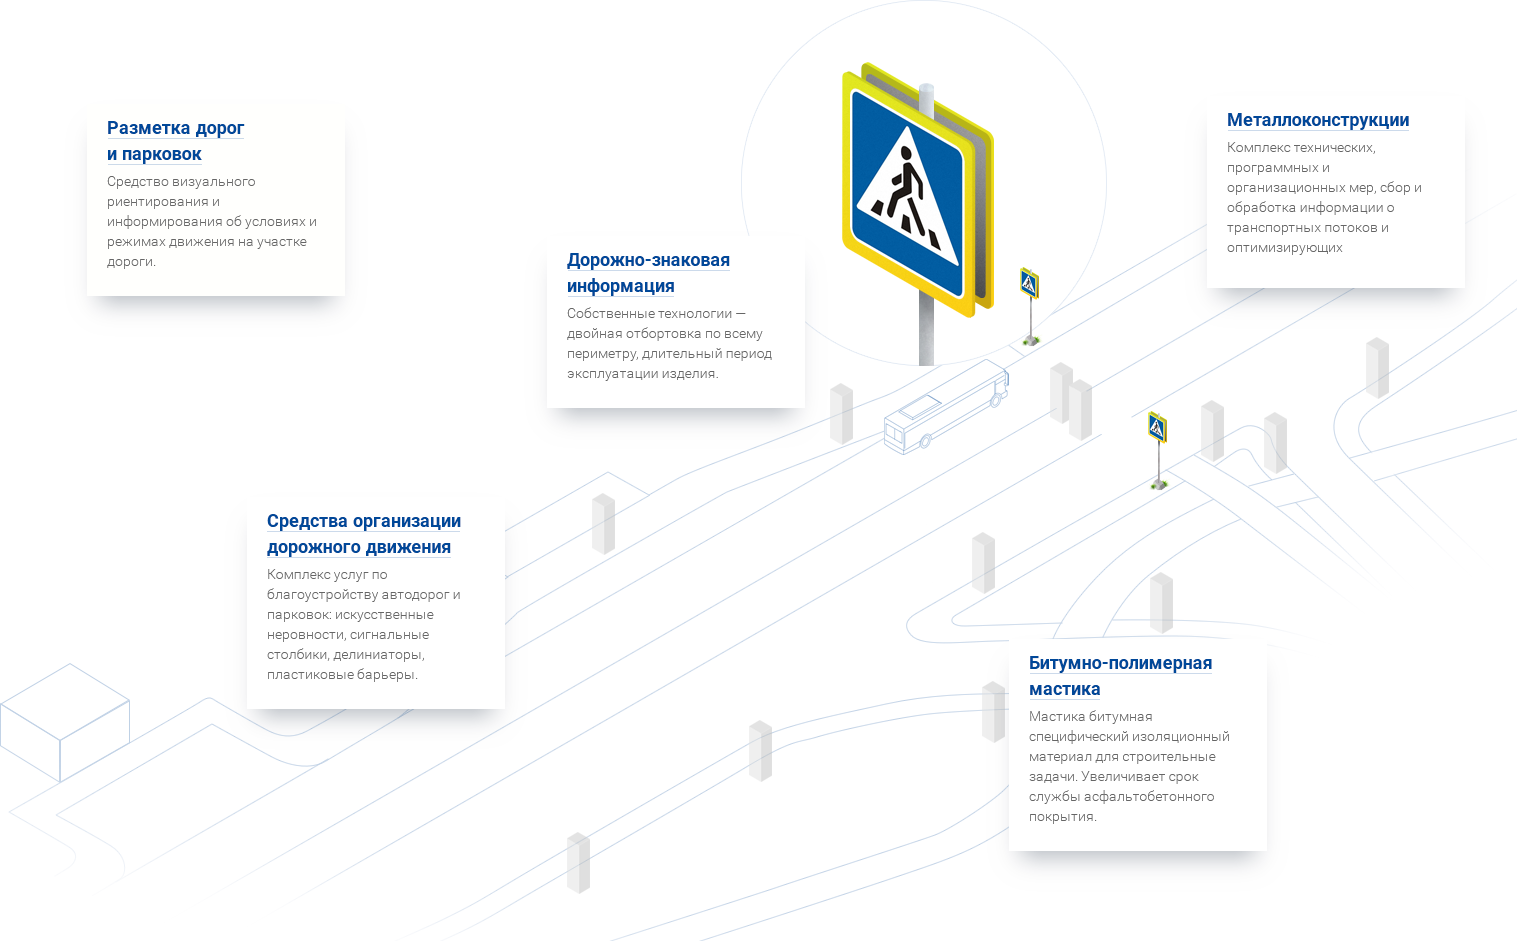 Разметка дорог
и парковок
Средство визуального
риентирования и
информирования об условиях и
режимах движения на участке
дороги.
Дорожно-знаковая
информация
Собственные технологии —
двойная отбортовка по всему
периметру, длительный период
эксплуатации изделия.
Металлоконструкции
Комплекс технических,
программных и
организационных мер, сбор и
обработка информации о
транспортных потоков и
оптимизирующих
Средства организации
дорожного движения
Комплекс услуг по
благоустройству автодорог и
парковок: искусственные
неровности, сигнальные
столбики, делиниаторы,
пластиковые барьеры.
Битумно-полимерная
мастика
Мастика битумная
специфический изоляционный
материал для строительные
задачи. Увеличивает срок
службы асфальтобетонного
покрытия.